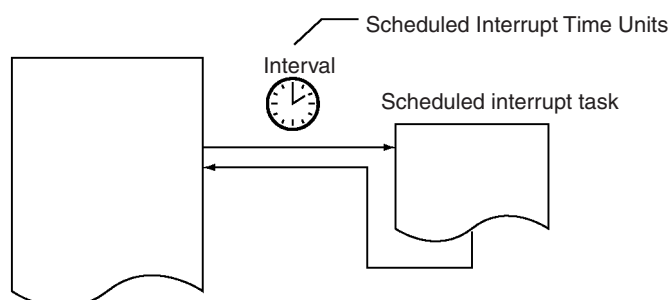 Scheduled Interrupt Time Units
Interval
Scheduled interrupt task